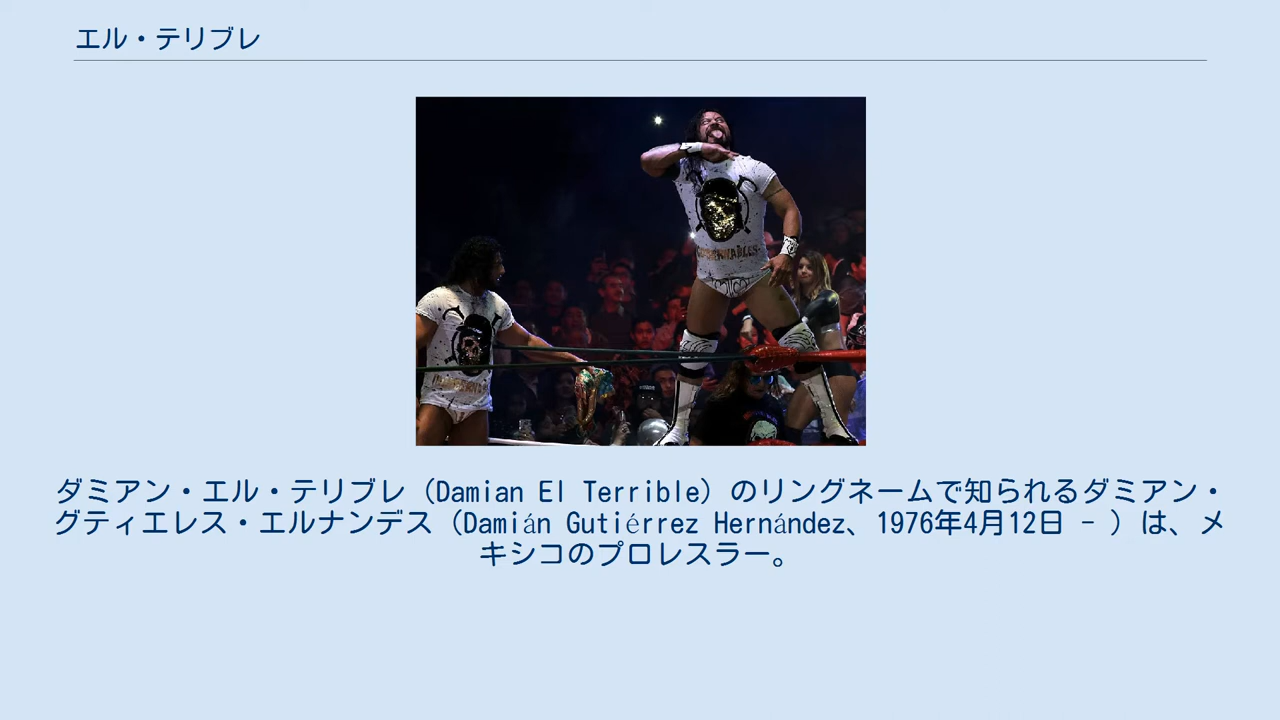 エル・テリブレ
ダミアン・エル・テリブレ（Damian El Terrible）のリングネームで知られるダミアン・
グティエレス・エルナンデス（Damián Gutiérrez Hernández、1976年4月12日 - ）は、メ
キシコのプロレスラー。